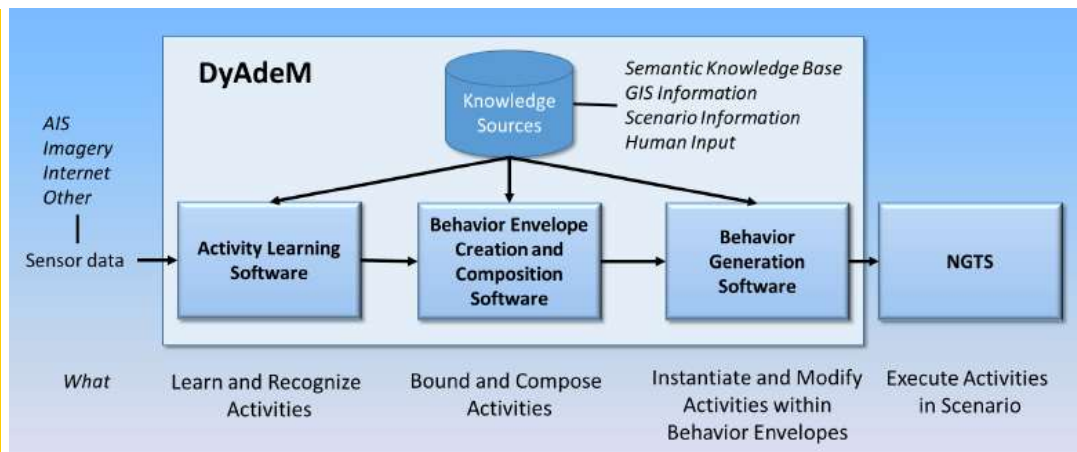 DyAdeM
Knowledge
Sources
Semantic Knowledge Base
GIS Information
Scenario Information
Human Input
AIS
Imagery
Internet
Other
Sensor data
Activity Learning
Software
Behavior Envelope
Creation and
Composition
Software
Behavior
Generation
Software
NGTS
What
Learn and Recognize
Activities
Bound and Compose
Activities
Instantiate and Modify
Activities within
Behavior Envelopes
Execute Activities
in Scenario